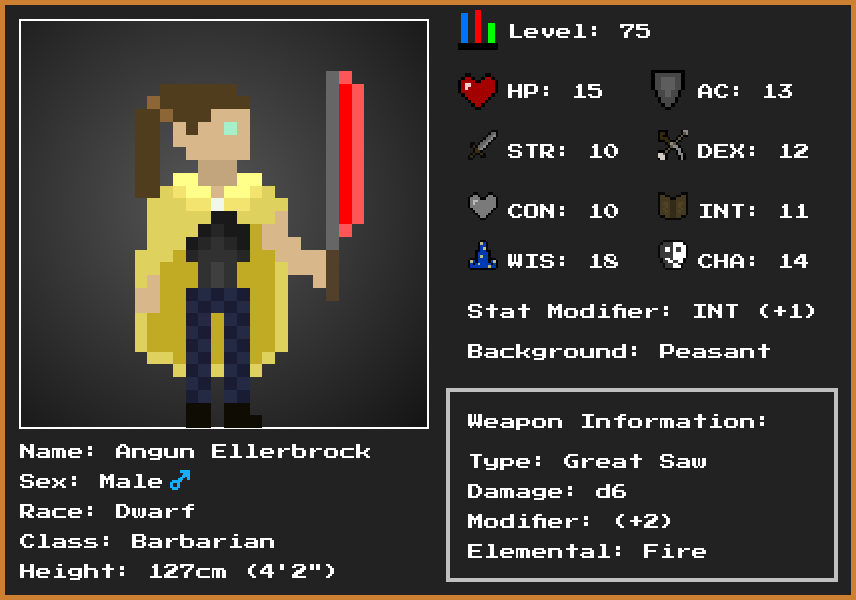 Level: 75
HP: 15 AC: 13
STR: 10 DEX: 12
CON: 10 INT: 11
WIS: 18 CHA: 14
Stat Modifier: INT (+1)
Background: Peasant
Weapon Information:
Type: Great Saw
Damage: d6
Modifier: (+2)
Elemental: Fire
Name: Angun Ellerbrock
Sex: Male ♂
Race: Dwarf
Class: Barbarian
Height: 127cm (4'2")